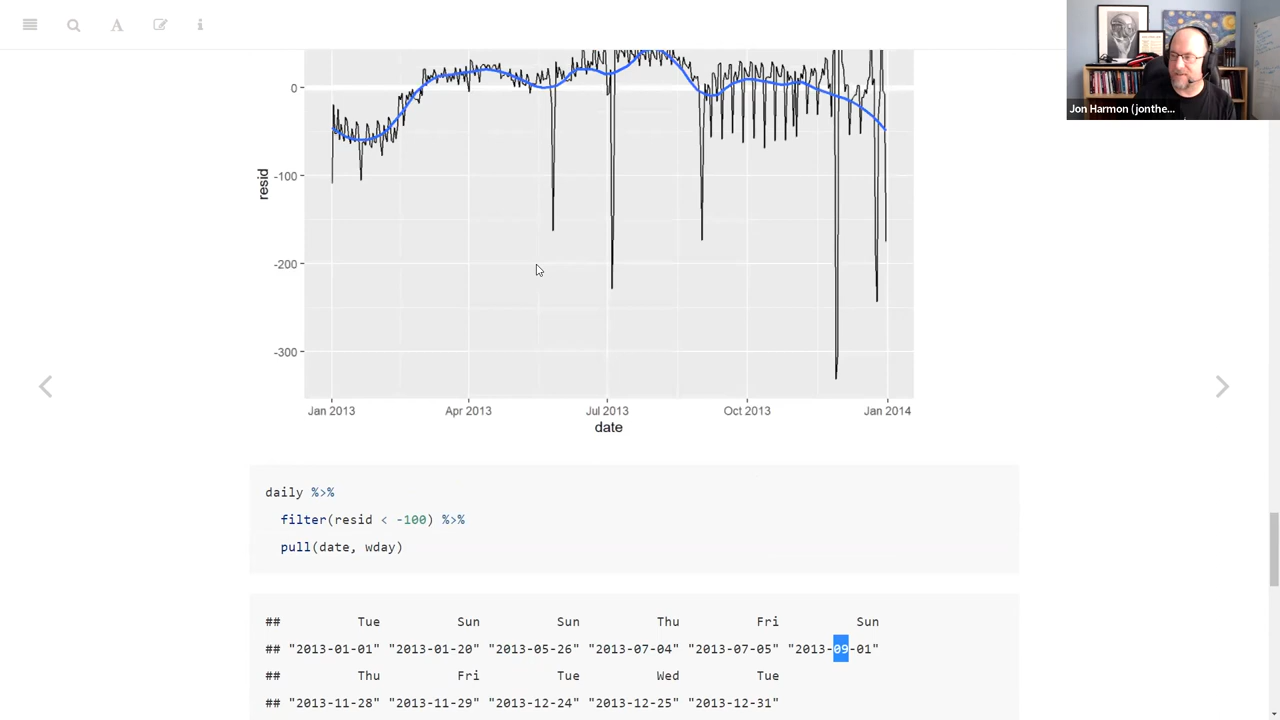 Jon Harmon (jonthe...
0
-100
-200
-300
resid
Jan 2013 Apr 2013 Jul 2013 Oct 2013 Jan 2014
date
daily %>%
filter(resid < -100) %>%
pull(date, wday)
## Tue Sun Sun Thu Fri Sun
## "2013-01-01" "2013-01-20" "2013-05-26" "2013-07-04" "2013-07-05" "2013-09-01"
## Thu Fri Tue Wed Tue
## "2013-11-28" "2013-11-29" "2013-12-24" "2013-12-25" "2013-12-31"